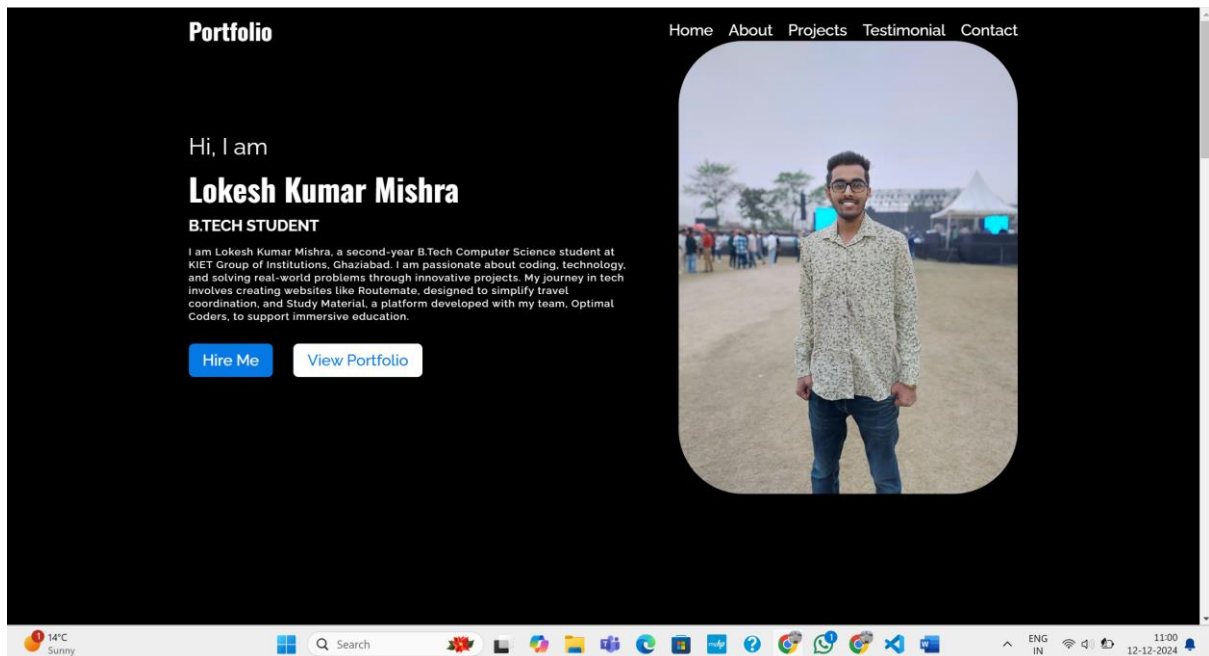 Portfolio
Home About Projects Testimonial Contact
Hi, I am
Lokesh Kumar Mishra
B.TECH STUDENT
I am Lokesh Kumar Mishra, a second-year B.Tech Computer Science student at
KIET Group of Institutions, Ghaziabad. I am passionate about coding, technology,
and solving real-world problems through innovative projects. My journey in tech
involves creating websites like Routemate, designed to simplify travel
coordination, and Study Material, a platform developed with my team, Optimal
Coders, to support immersive education.
Hire Me View Portfolio
1 14°C
Sunny
Search
myhp
1
ENG
IN
11:00
12-12-2024